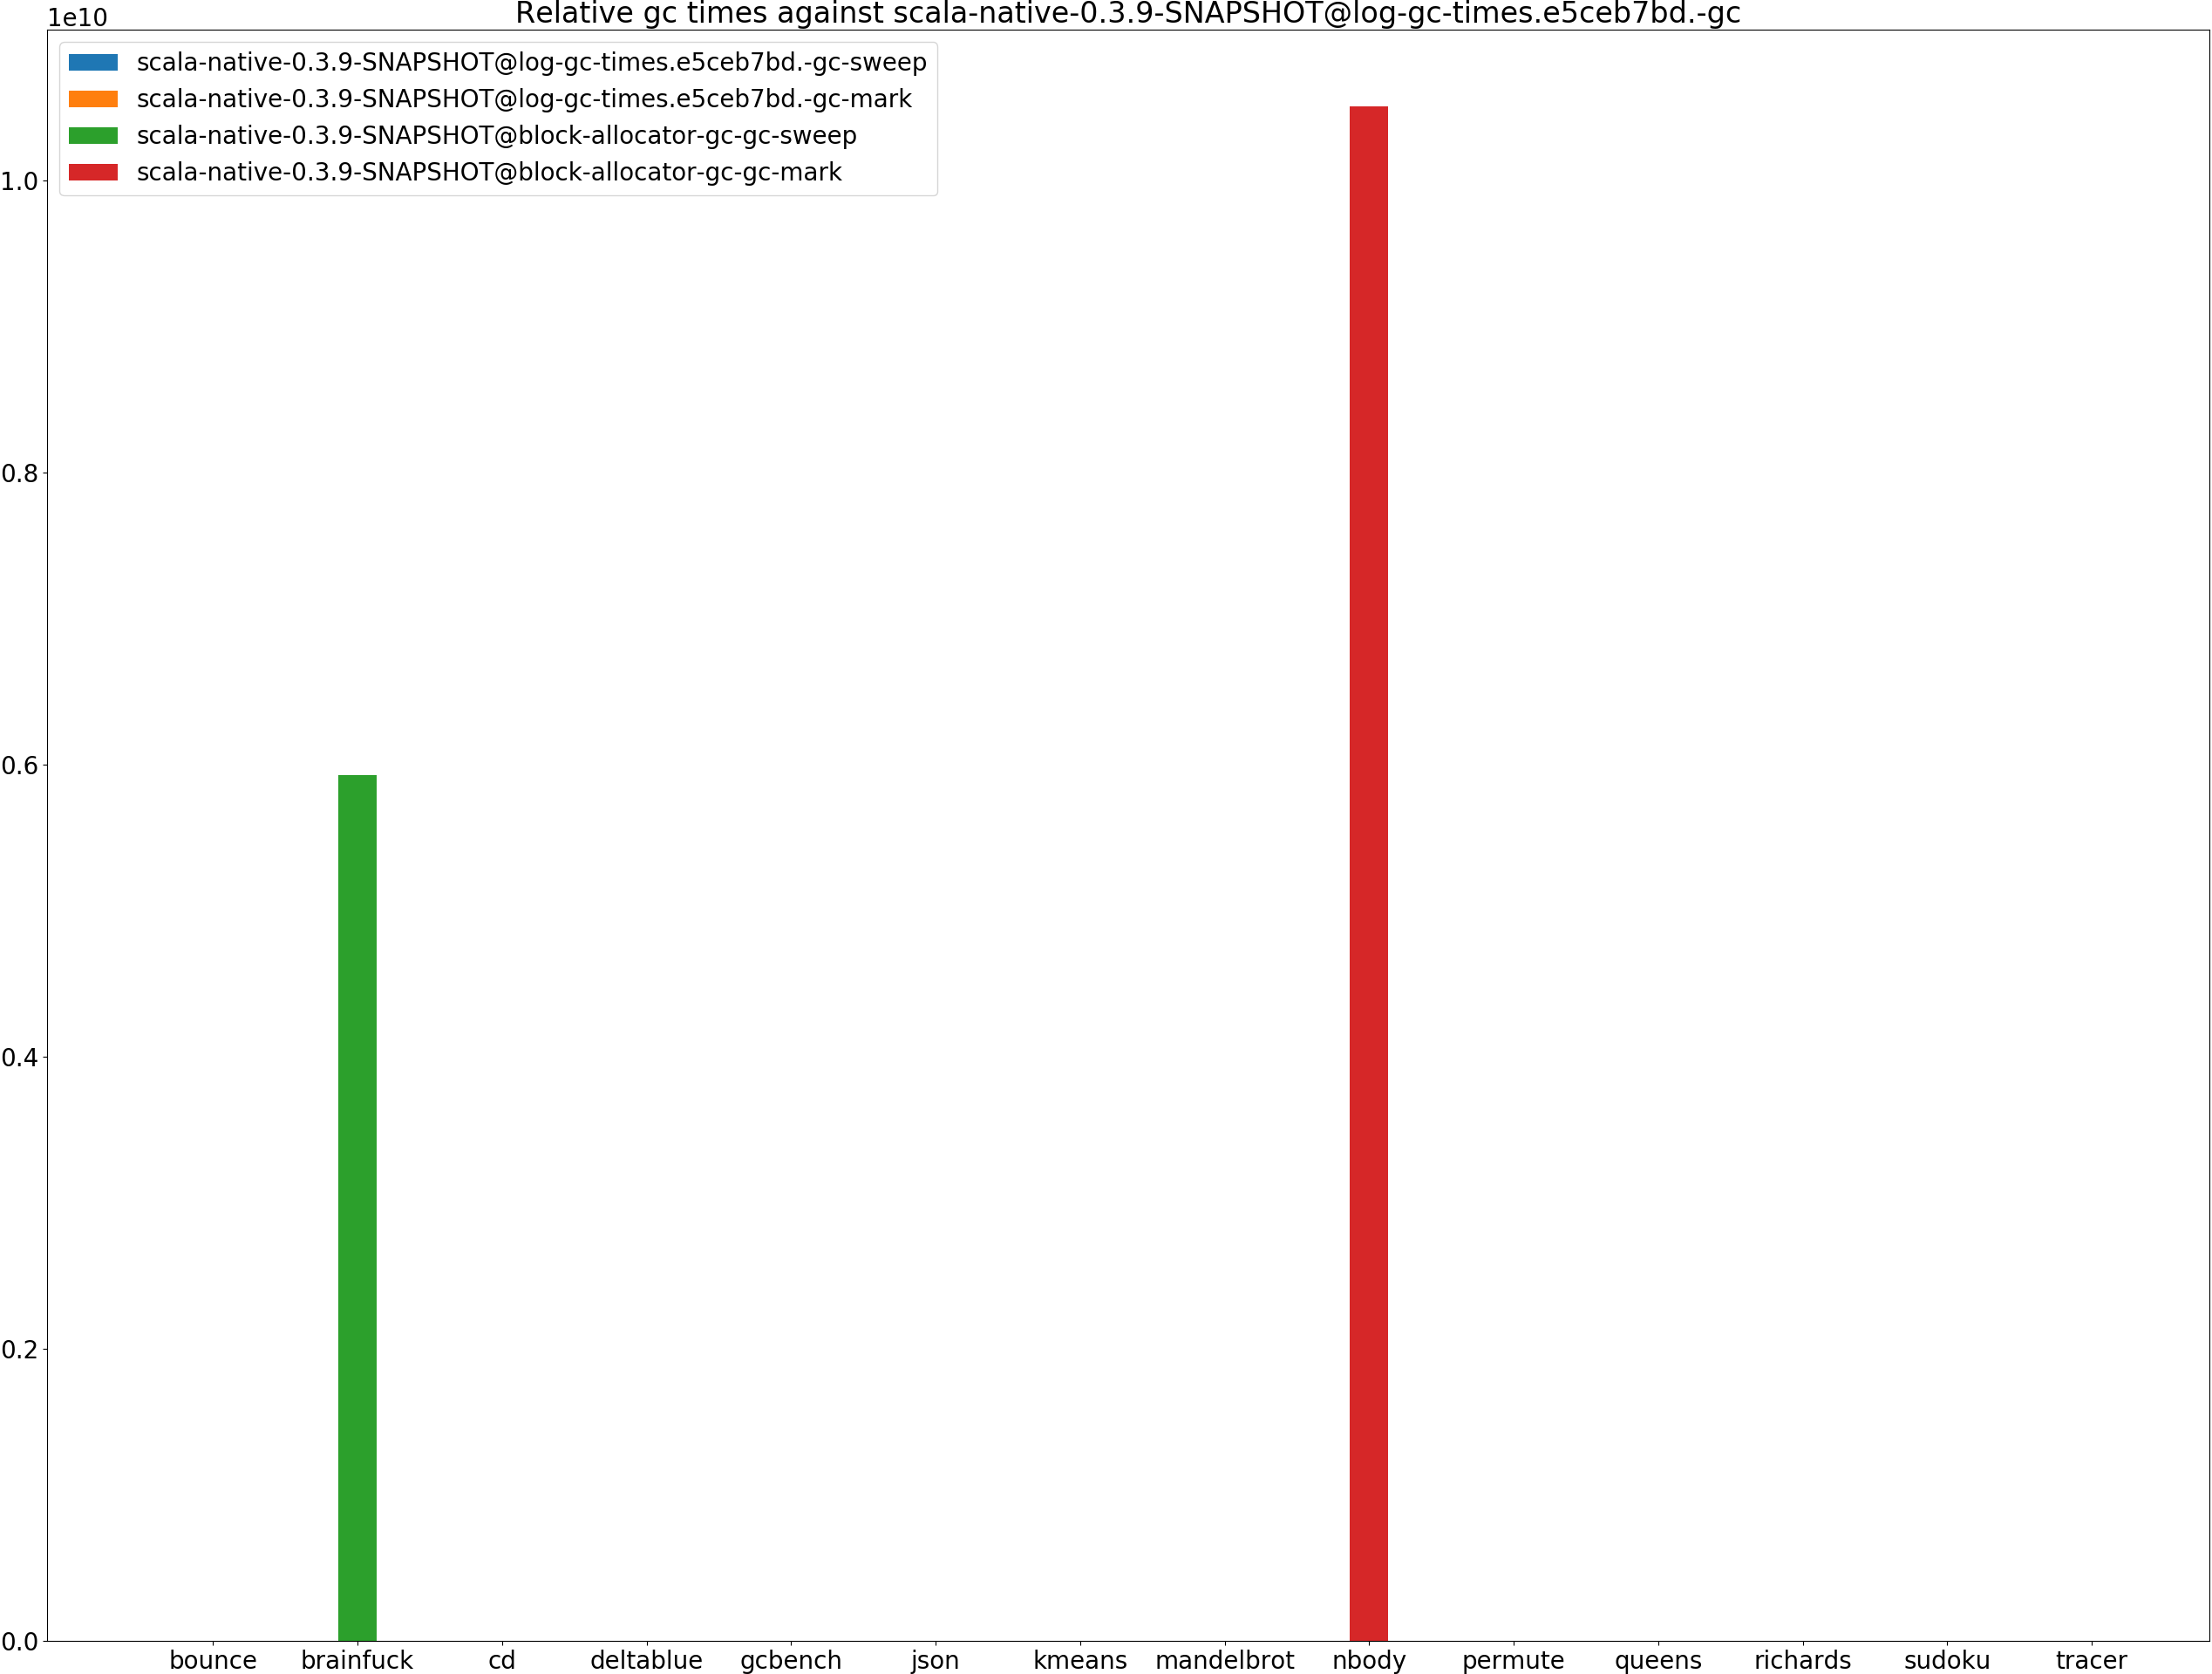 1e10
Relative gc times against scala-native-0.3.9-SNAPSHOT@log-gc-times.e5ceb7bd.-gc
scala-native-0.3.9-SNAPSHOT@log-gc-times.e5ceb7bd.-gc-sweep
scala-native-0.3.9-SNAPSHOT@log-gc-times.e5ceb7bd.-gc-mark
scala-native-0.3.9-SNAPSHOT@block-allocator-gc-gc-sweep
scala-native-0.3.9-SNAPSHOT@block-allocator-gc-gc-mark
1.0
0.8
0.6
0.4
0.2
0.0
bounce brainfuck cd deltablue gcbench json kmeans mandelbrot nbody permute queens richards sudoku tracer